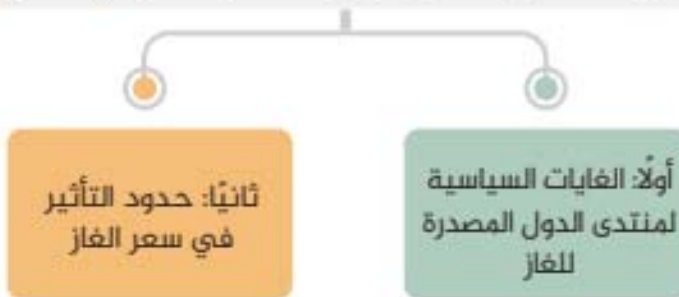 أولًا: الغايات السياسية
لمنتدى الدول المصدرة
للغاز
ثانيًا: حدود التأثير
في سعر الغاز